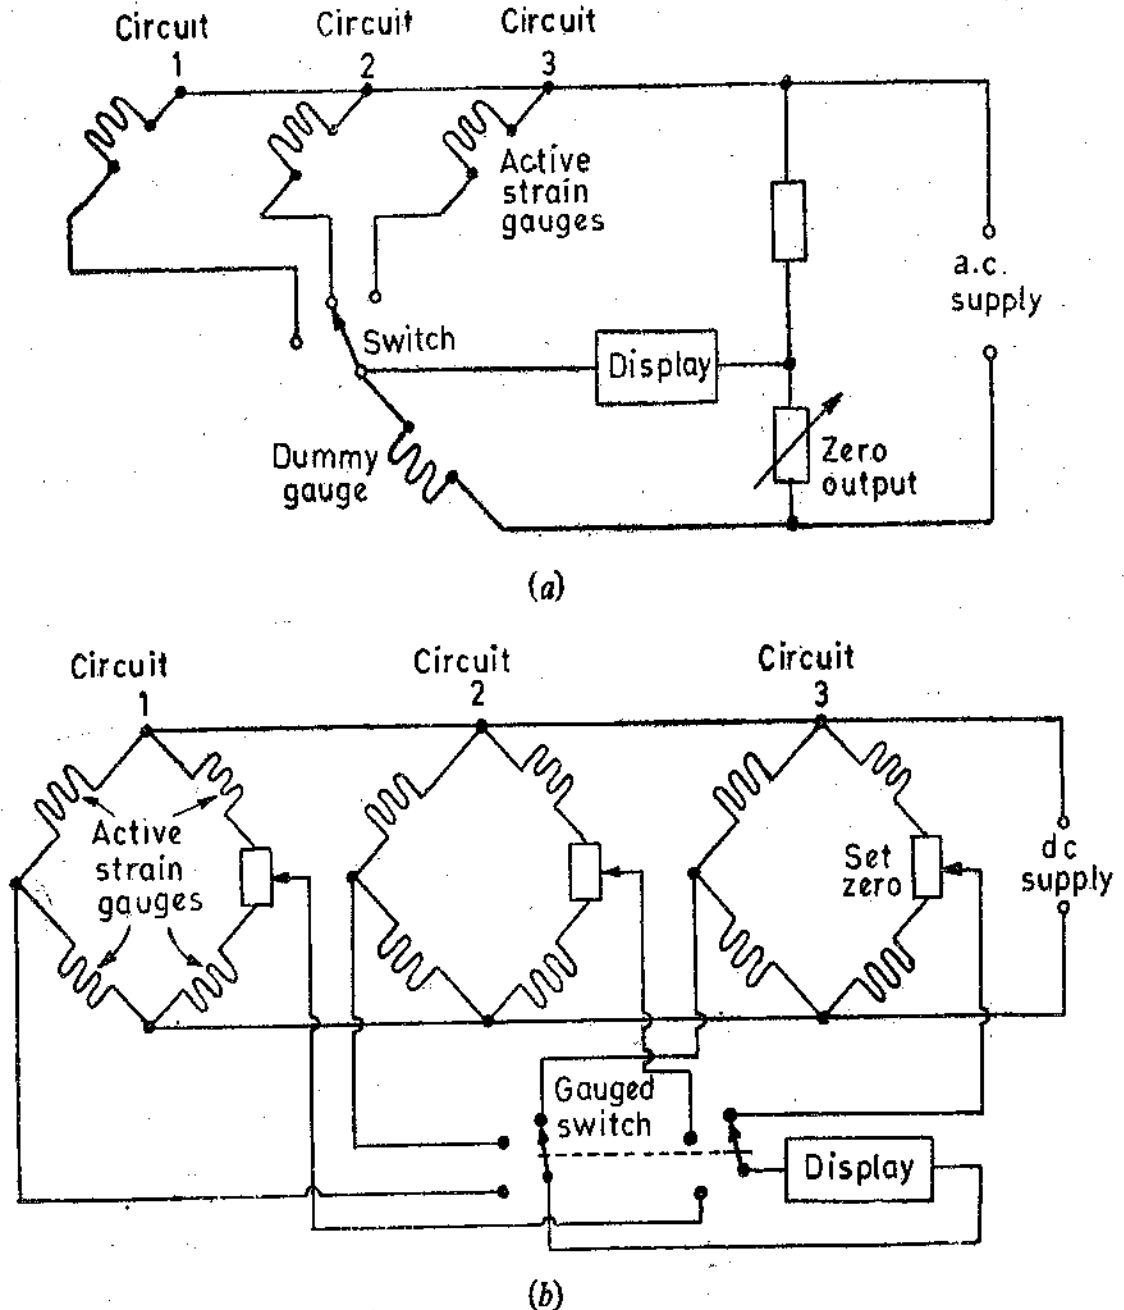 Circuit
1
Circuit
2
Circuit
3
Active
strain
gauges
a.c.
supply
Switch
Display
Dummy
gauge
Zero
output
(a)
Circuit
1
Circuit
2
Circuit
3
Active
strain
gauges
Set
zero
dc
supply
Gauged
switch
Display
(b)